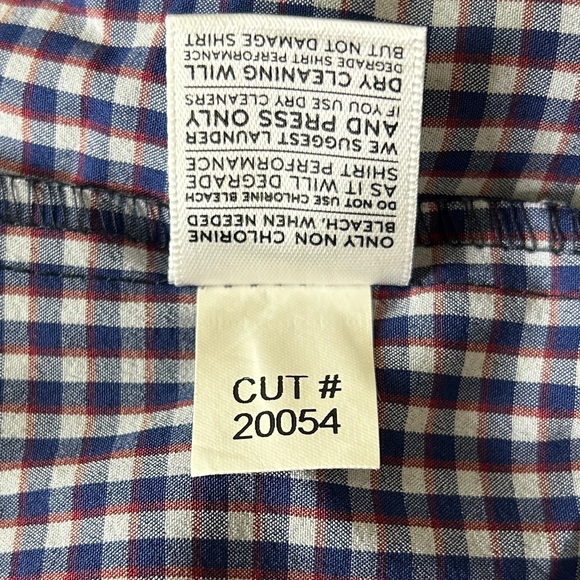 ONLY NON CHLORINE
BLEACH, WHEN NEEDED
DO NOT USE CHLORINE BLEACH
AS IT WILL DEGRADE
SHIRT PERFORMANCE
WE SUGGEST LAUNDER
AND PRESS ONLY
IF YOU USE DRY CLEANERS
DRY CLEANING WILL
DEGRADE SHIRT PERFORMANCE
BUT NOT DAMAGE SHIRT
CUT #
20054